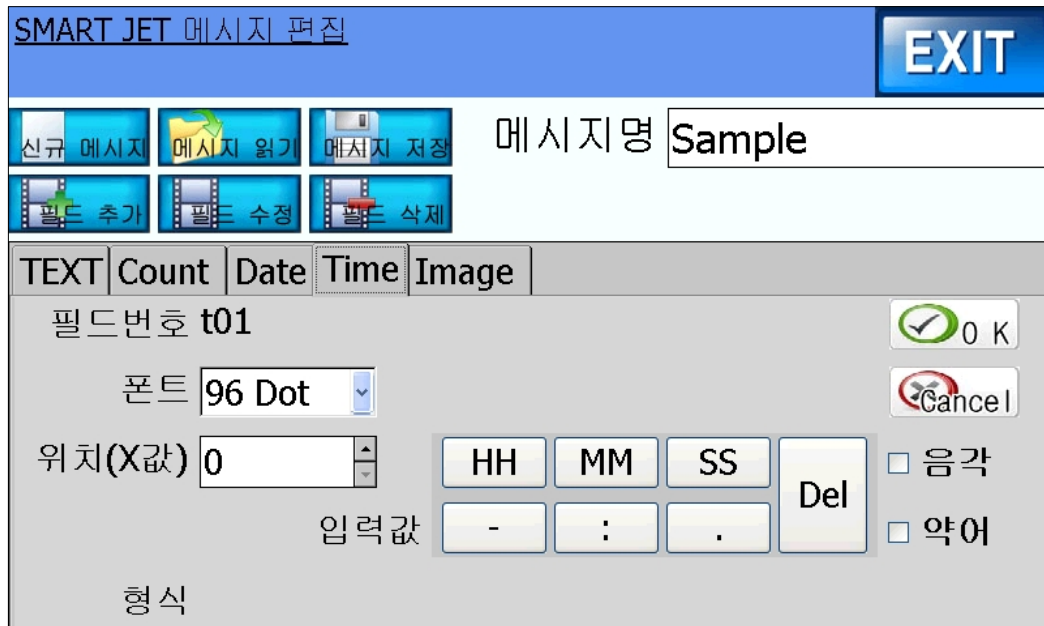 SMART JET 메시지 편집
EXIT
신규 메시지 메시지 읽기 메시지 저장
메시지명 Sample
필드 추가 필드 수정 필드 삭제
TEXT Count Date Time Image
필드번호 t01
O K
폰트 96 Dot
Cancel
위치(X값) 0
HH MM SS Del
음각
입력값 - : .
약어
형식